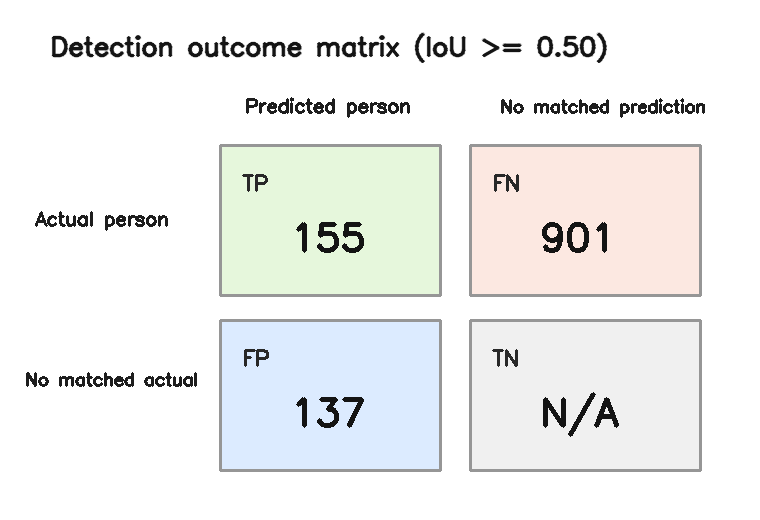 Detection outcome matrix (IoU >= 0.50)
Predicted person
No matched prediction
Actual person
TP
155
FN
901
No matched actual
FP
137
TN
N/A